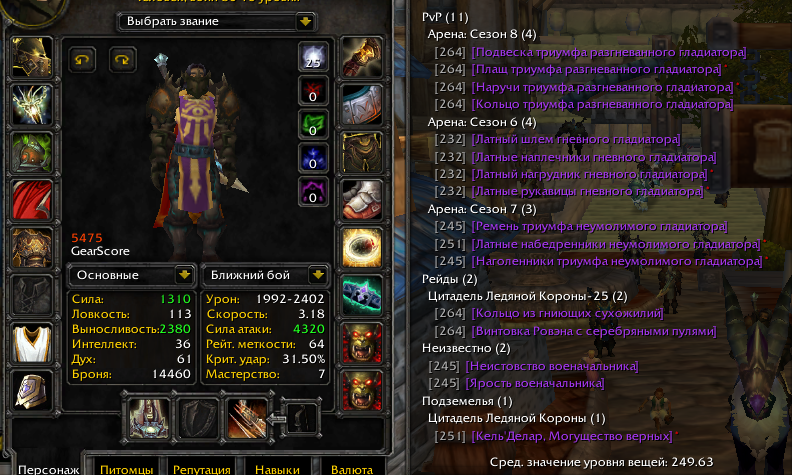 Выбрать звание
25
0
0
0
0
5475
GearScore
Основные
Ближний бой
Сила: 1310
Ловкость: 113
Выносливость: 2380
Интеллект: 36
Дух: 61
Броня: 14460
Урон: 1992-2402
Скорость: 3.18
Сила атаки: 4320
Рейт. меткости: 64
Крит. удар: 31.50%
Мастерство: 7
Персонаж
Питомцы
Репутация
Навыки
Валюта
PvP (11)
Арена: Сезон 8 (4)
[264] [Подвеска триумфа разгневанного гладиатора]
[264] [Плащ триумфа разгневанного гладиатора]
[264] [Наручи триумфа разгневанного гладиатора]
[264] [Кольцо триумфа разгневанного гладиатора]
Арена: Сезон 6 (4)
[232] [Латный шлем гневного гладиатора]
[232] [Латные наплечники гневного гладиатора]
[232] [Латный нагрудник гневного гладиатора]
[232] [Латные рукавицы гневного гладиатора]
Арена: Сезон 7 (3)
[245] [Ремень триумфа неумолимого гладиатора]
[251] [Латные набедренники неумолимого гладиатора]
[245] [Наголенники триумфа неумолимого гладиатора]
Рейды (2)
Цитадель Ледяной Короны-25 (2)
[264] [Кольцо из гниющих сухожилий]
[264] [Винтовка Ровэна с серебряными пулями]
Неизвестно (2)
[245] [Неистовство военачальника]
[245] [Ярость военачальника]
Подземелья (1)
Цитадель Ледяной Короны (1)
[251] [Кель'Делар, Могущество верных]
Сред. значение уровня вещей: 249.63